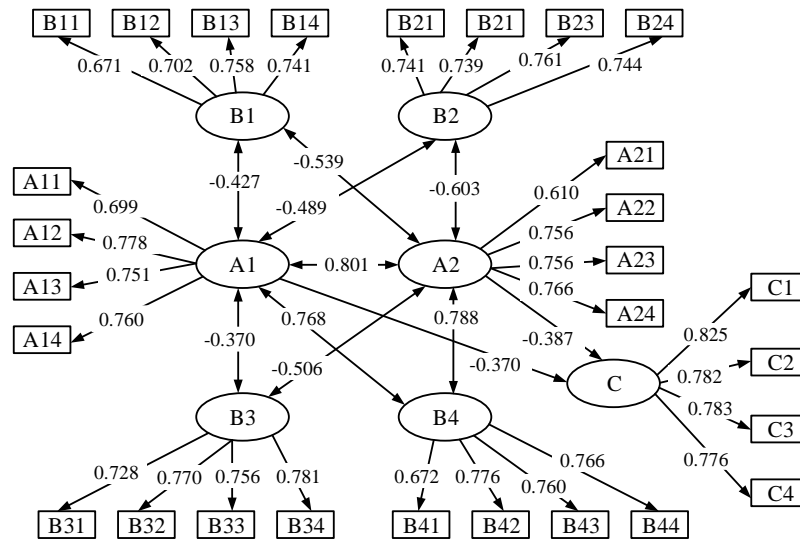 B11 B12 B13 B14 B21 B21 B23 B24
0.671 0.702 0.758 0.741 0.741 0.739 0.761 0.744
B1 B2
-0.539 A21
A11 -0.427 -0.603 0.610
0.699 -0.489 0.756 A22
A12 0.778
A1 0.801 A2 0.756 A23
A13 0.751 0.766 C1
0.760 0.768 0.788 A24
A14 -0.370 -0.387 0.825
-0.506 -0.370 C2
0.782
C
0.783
B3 B4 C3
0.776
0.728 0.770 0.756 0.781 0.672 0.776 0.760 0.766
C4
B31 B32 B33 B34 B41 B42 B43 B44